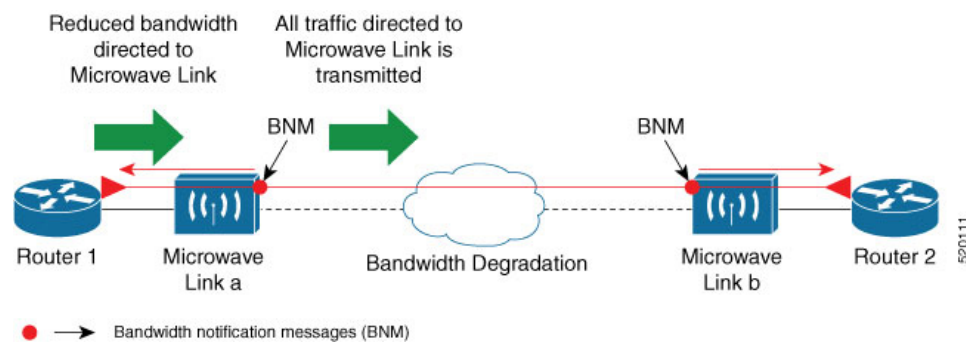 Reduced bandwidth
directed to
Microwave Link
All traffic directed to
Microwave Link is
transmitted
BNM
BNM
Router 1
Microwave
Link a
Bandwidth Degradation
Microwave
Link b
Router 2
520111
Bandwidth notification messages (BNM)